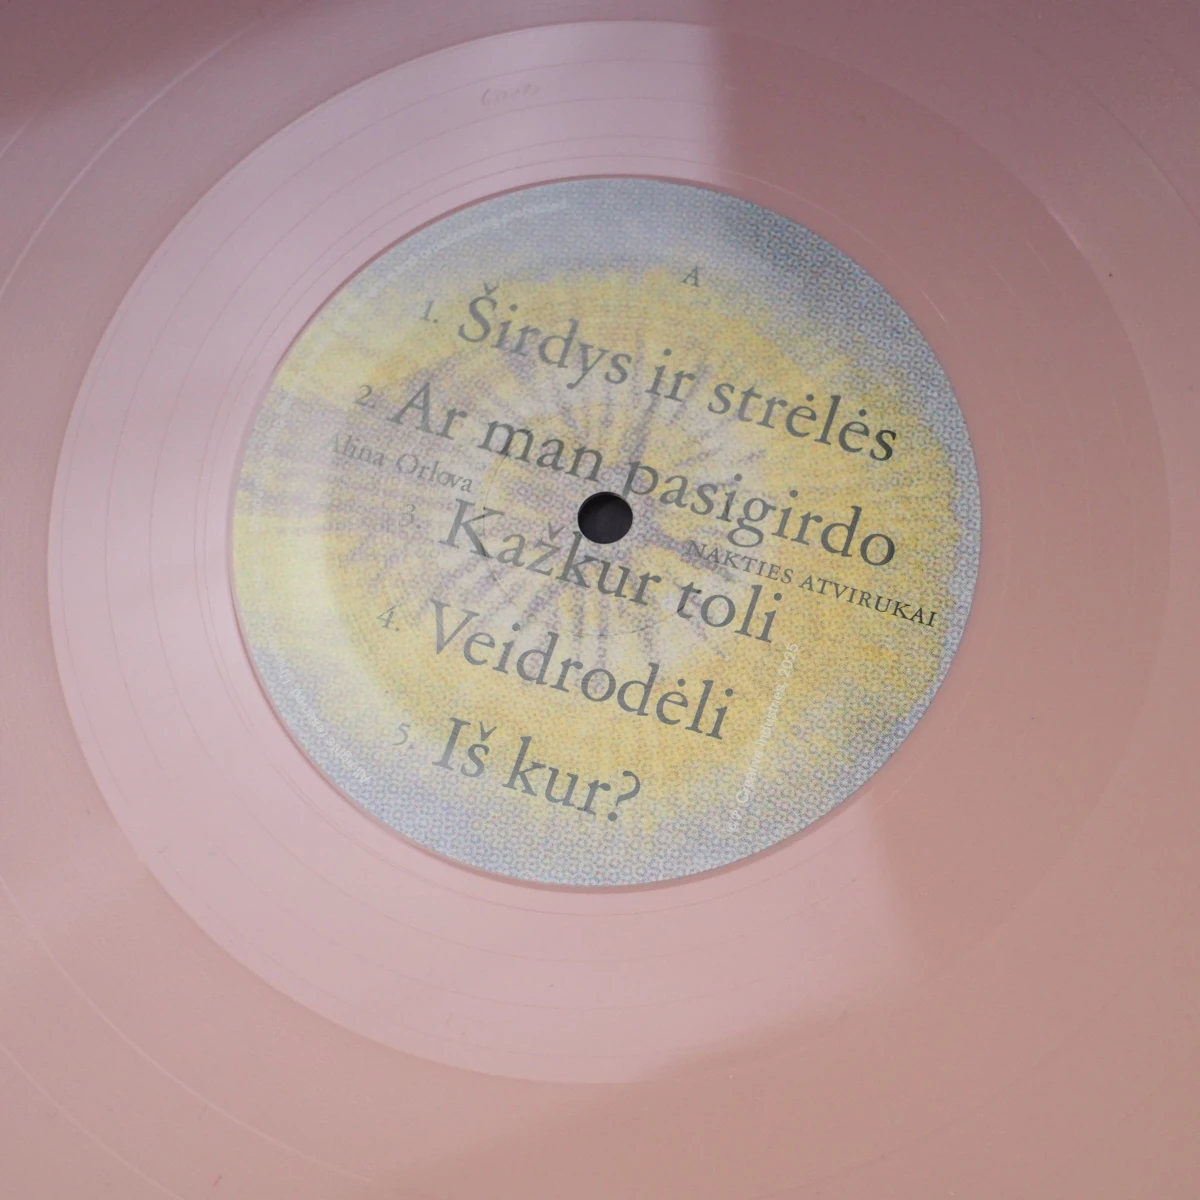 A
1. Širdys ir strėlės
2. Ar man pasigirdo
Alina Orlova
3. Kažkur toli
NAKTIES ATVIRUKAI
4. Veidrodėli
5. Iš kur?
2025